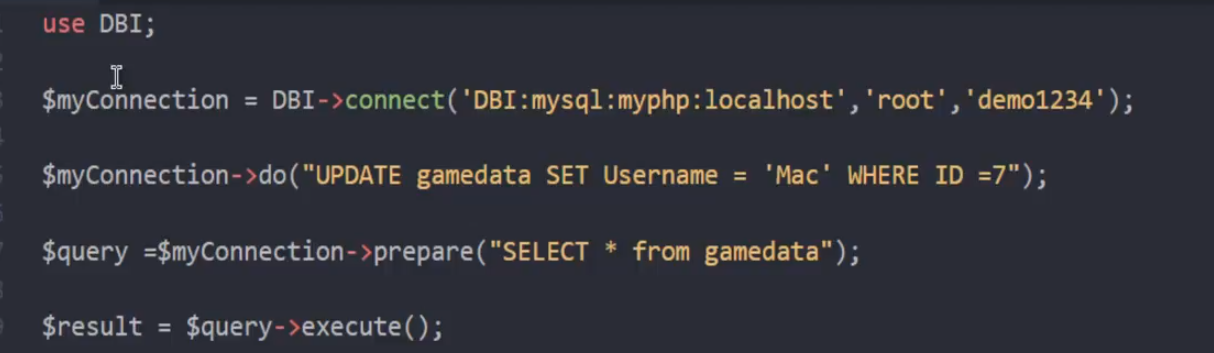 use DBI;
$myConnection = DBI->connect('DBI:mysql:myphp:localhost','root','demo1234');
$myConnection->do("UPDATE gamedata SET Username = 'Mac' WHERE ID =7");
$query =$myConnection->prepare("SELECT * from gamedata");
$result = $query->execute();